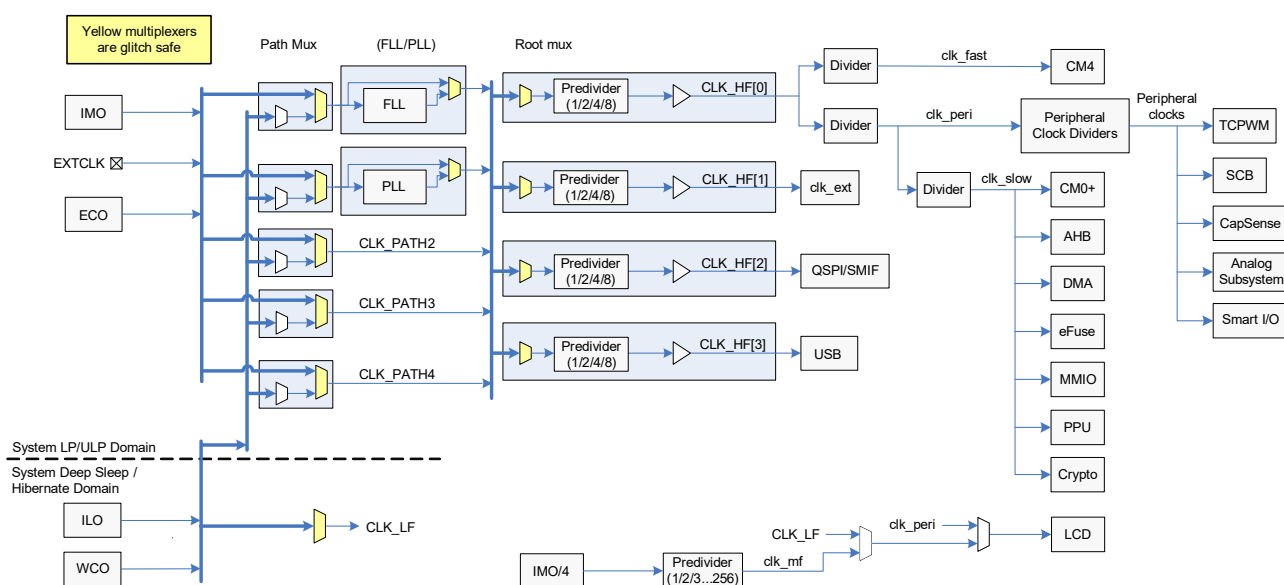 Yellow multiplexers
are glitch safe
Path Mux
(FLL/PLL)
Root mux
IMO
EXTCLK
ECO
FLL
PLL
CLK_PATH2
CLK_PATH3
CLK_PATH4
Predivider
(1/2/4/8)
CLK_HF[0]
Predivider
(1/2/4/8)
CLK_HF[1]
clk_ext
Predivider
(1/2/4/8)
CLK_HF[2]
QSPI/SMIF
Predivider
(1/2/4/8)
CLK_HF[3]
USB
Divider
clk_fast
CM4
Divider
clk_peri
Peripheral
Clock Dividers
Peripheral
clocks
TCPWM
SCB
CapSense
Analog
Subsystem
Smart I/O
Divider
clk_slow
CM0+
AHB
DMA
eFuse
MMIO
PPU
Crypto
System LP/ULP Domain
System Deep Sleep /
Hibernate Domain
ILO
WCO
CLK_LF
IMO/4
Predivider
(1/2/3...256)
clk_mf
CLK_LF
clk_peri
LCD